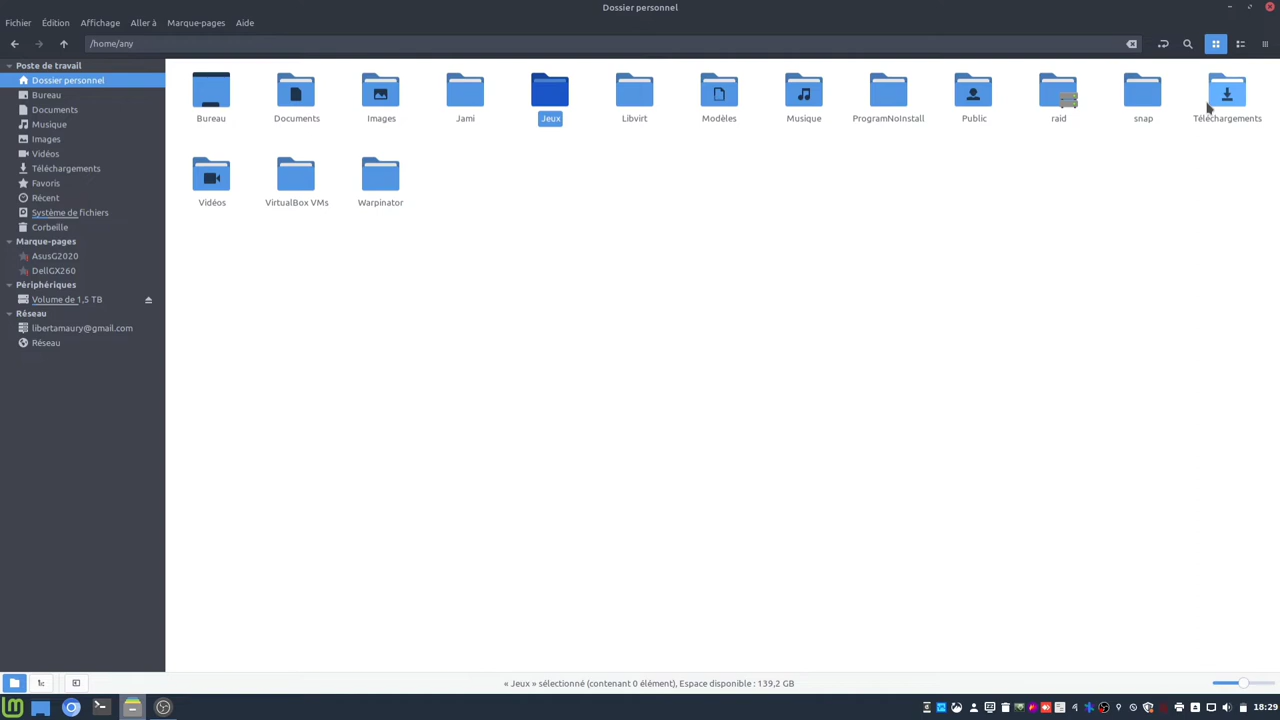 Dossier personnel
Fichier Édition Affichage Aller à Marque-pages Aide
/home/any
Poste de travail
Dossier personnel
Bureau
Documents
Musique
Images
Vidéos
Téléchargements
Favoris
Récent
Système de fichiers
Corbeille
Marque-pages
AsusG2020
DellGX260
Périphériques
Volume de 1,5 TB
Réseau
libertamaury@gmail.com
Réseau
Bureau Documents Images Jami Jeux Libvirt Modèles Musique ProgramNoInstall Public raid snap Téléchargements
Vidéos VirtualBox VMs Warpinator
« Jeux » sélectionné (contenant 0 élément), Espace disponible : 139,2 GB
18:29